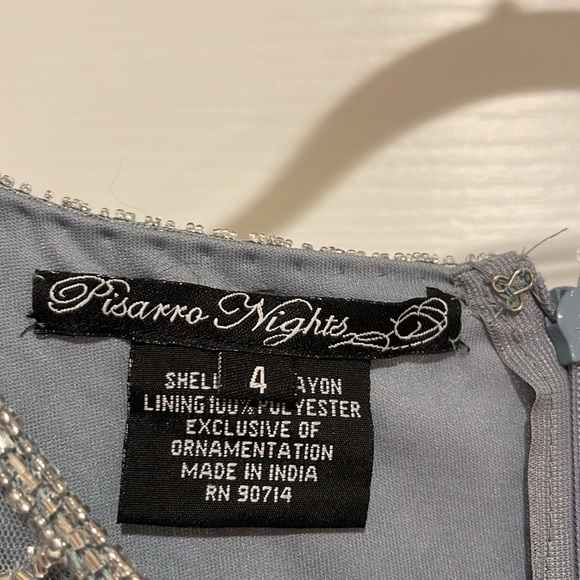 Pisarro Nights
4
SHELL AYON
LINING 100% POLYESTER
EXCLUSIVE OF
ORNAMENTATION
MADE IN INDIA
RN 90714